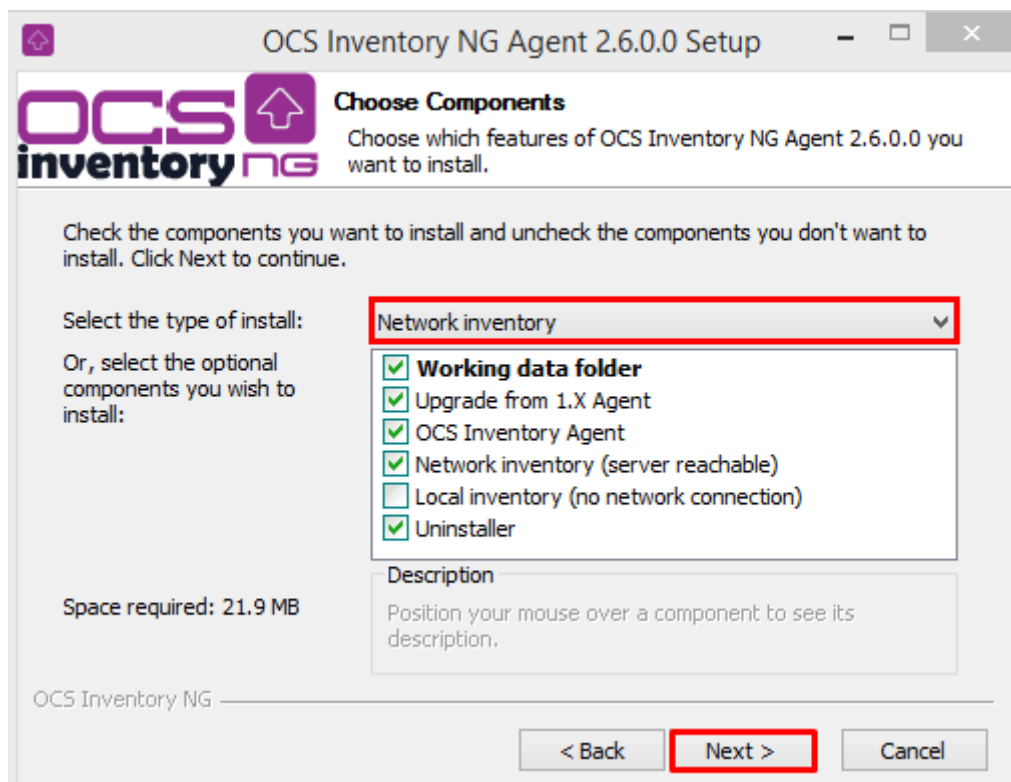 OCS Inventory NG Agent 2.6.0.0 Setup
OCS
inventory NG
Choose Components
Choose which features of OCS Inventory NG Agent 2.6.0.0 you
want to install.
Check the components you want to install and uncheck the components you don't want to
install. Click Next to continue.
Select the type of install:
Network inventory
Or, select the optional
components you wish to
install:
Working data folder
Upgrade from 1.X Agent
OCS Inventory Agent
Network inventory (server reachable)
Local inventory (no network connection)
Uninstaller
Space required: 21.9 MB
Description
Position your mouse over a component to see its
description.
OCS Inventory NG
< Back
Next >
Cancel